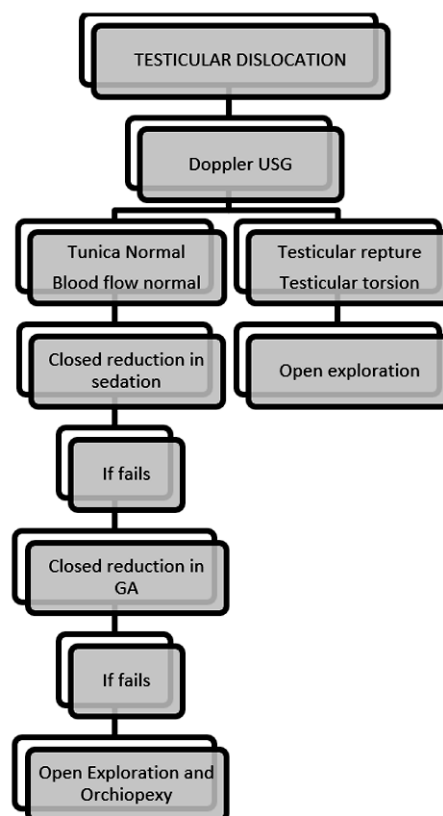 TESTICULAR DISLOCATION
Doppler USG
Tunica Normal
Blood flow normal
Testicular repture
Testicular torsion
Closed reduction in
sedation
Open exploration
If fails
Closed reduction in
GA
If fails
Open Exploration and
Orchiopexy